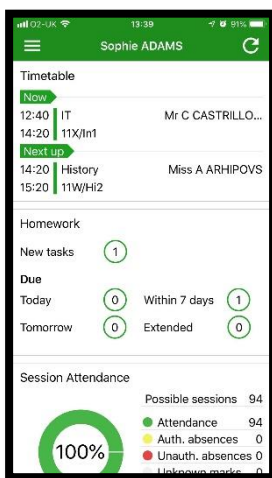 O2-UK 13:39 91%
Sophie ADAMS
Timetable
Now
12:40 IT Mr C CASTRILLO...
14:20 11X/In1
Next up
14:20 History Miss A ARHIPOVS
15:20 11W/Hi2
Homework
New tasks 1
Due
Today 0 Within 7 days 1
Tomorrow 0 Extended 0
Session Attendance
Possible sessions 94
Attendance 94
Auth. absences 0
100%
Unauth. absences 0
Unknown marks 0